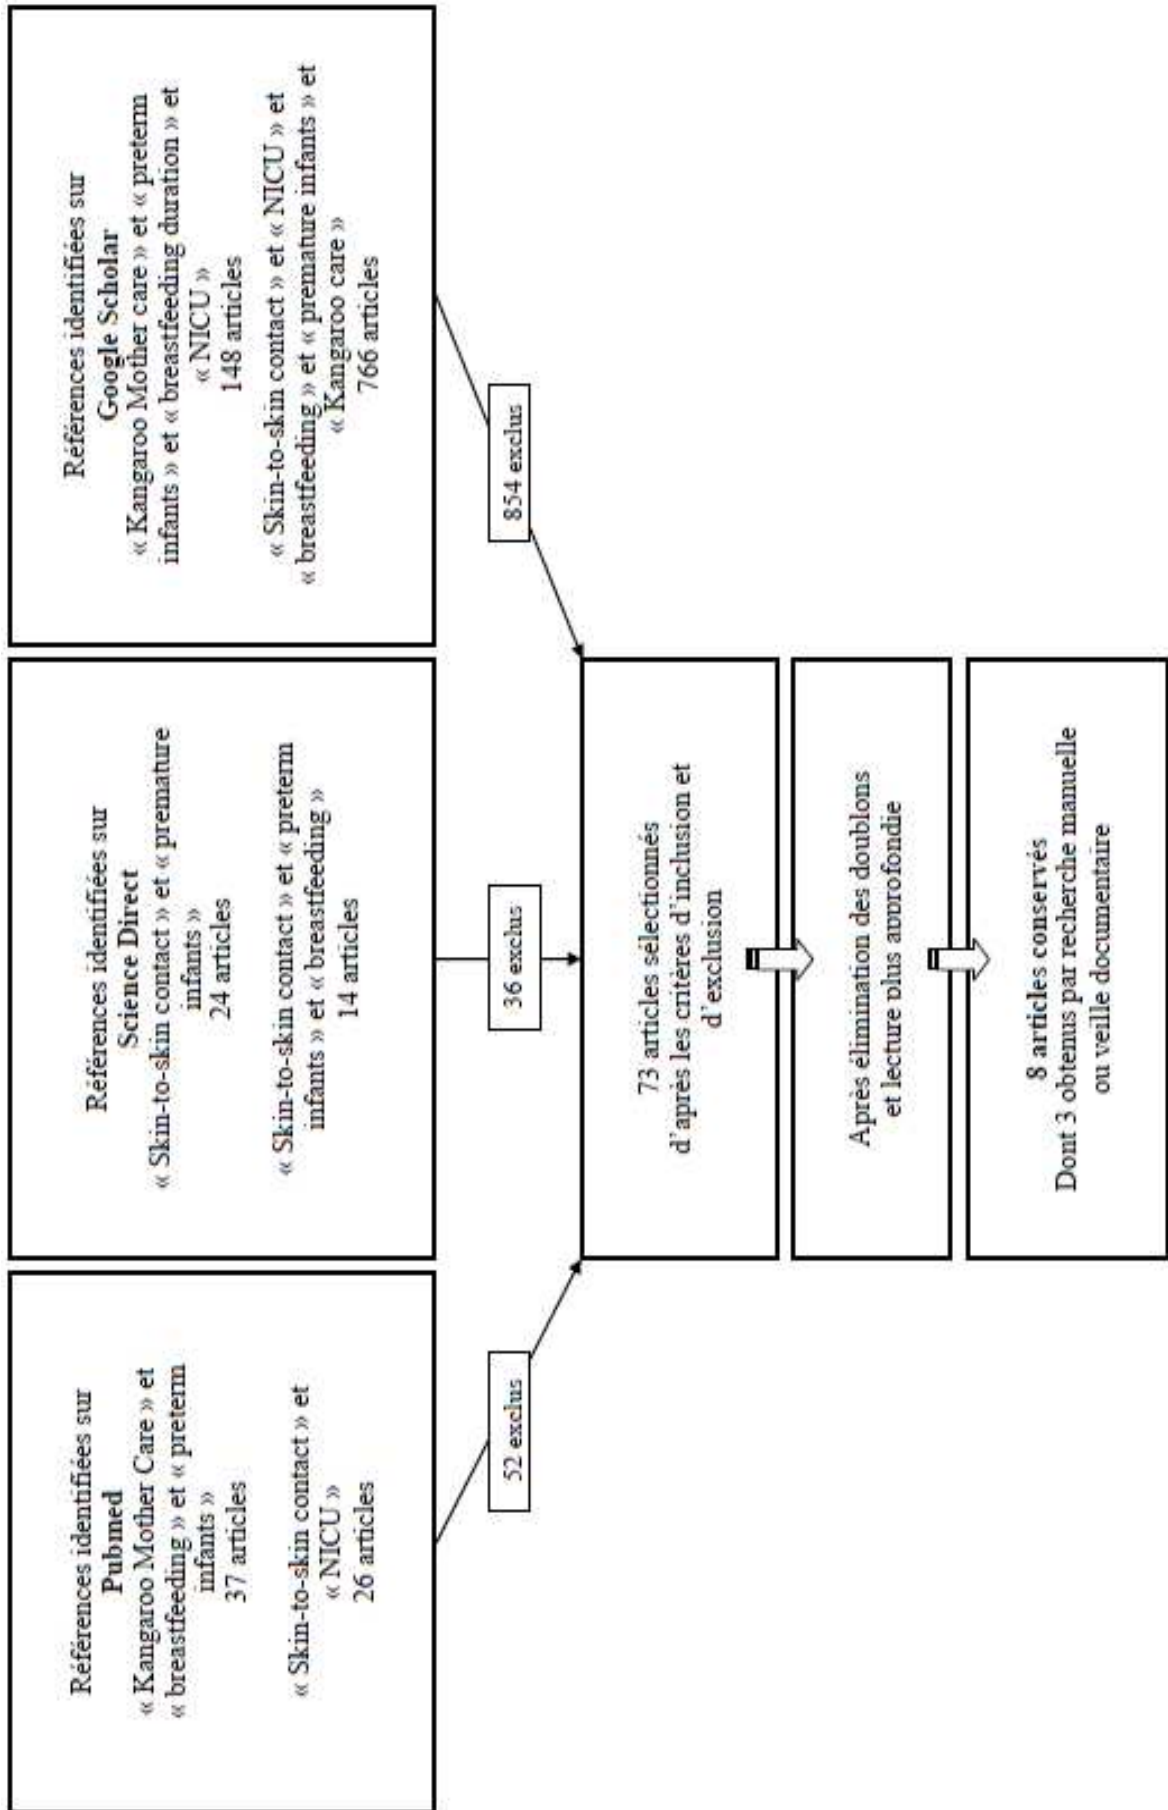 Références identifiées sur
Pubmed
« Kangaroo Mother Care » et
« breastfeeding » et « preterm
infants »
37 articles
« Skin-to-skin contact » et
« NICU »
26 articles
Références identifiées sur
Science Direct
« Skin-to-skin contact » et « premature
infants »
24 articles
« Skin-to-skin contact » et « preterm
infants » et « breastfeeding »
14 articles
Références identifiées sur
Google Scholar
« Kangaroo Mother care » et « preterm
infants » et « breastfeeding duration » et
« NICU »
148 articles
« Skin-to-skin contact » et « NICU » et
« breastfeeding » et « premature infants » et
« Kangaroo care »
766 articles
52 exclus
36 exclus
854 exclus
73 articles sélectionnés
d'après les critères d'inclusion et
d'exclusion
Après élimination des doublons
et lecture plus approfondie
8 articles conservés
Dont 3 obtenus par recherche manuelle
ou veille documentaire